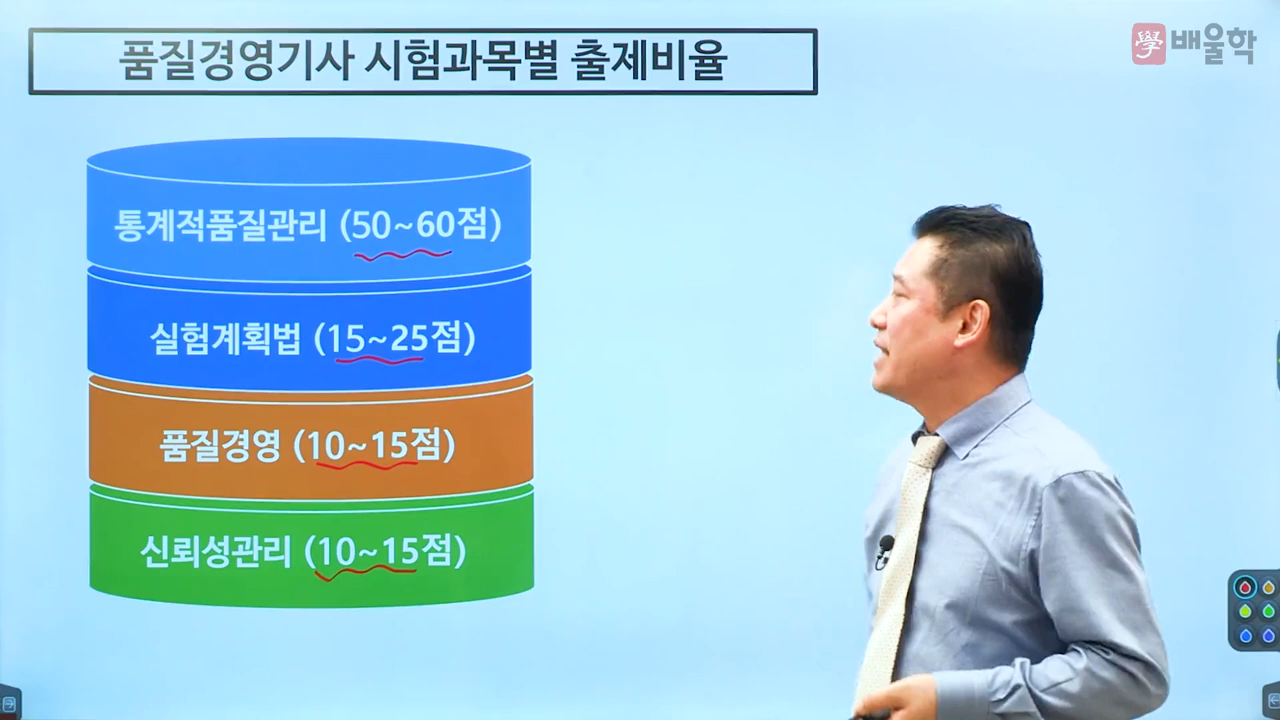 품질경영기사 시험과목별 출제비율
學 배울학
통계적품질관리 (50~60점)
실험계획법 (15~25점)
품질경영 (10~15점)
신뢰성관리 (10~15점)